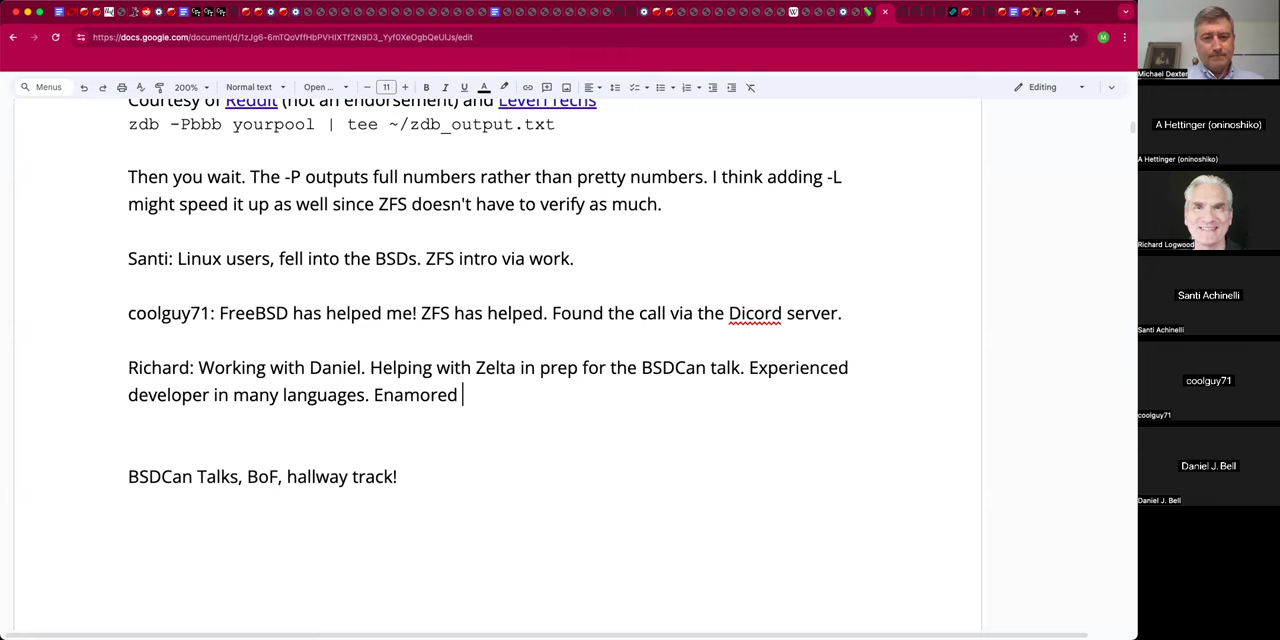 https://docs.google.com/document/d/1zJg6-6mTQoVffHbPVHIXTf2N9D3_Yyf0XeOgbQeUIJs/edit
Menus
200%
Normal text
Open ...
11
Editing
Courtesy of Reddit (not an endorsement) and Level1Techs
zdb -Pbbb yourpool | tee ~/zdb_output.txt
Then you wait. The -P outputs full numbers rather than pretty numbers. I think adding -L
might speed it up as well since ZFS doesn't have to verify as much.
Santi: Linux users, fell into the BSDs. ZFS intro via work.
coolguy71: FreeBSD has helped me! ZFS has helped. Found the call via the Dicord server.
Richard: Working with Daniel. Helping with Zelta in prep for the BSDCan talk. Experienced
developer in many languages. Enamored
BSDCan Talks, BoF, hallway track!
Michael Dexter
A Hettinger (oninoshiko)
A Hettinger (oninoshiko)
Richard Logwood
Santi Achinelli
Santi Achinelli
coolguy71
coolguy71
Daniel J. Bell
Daniel J. Bell